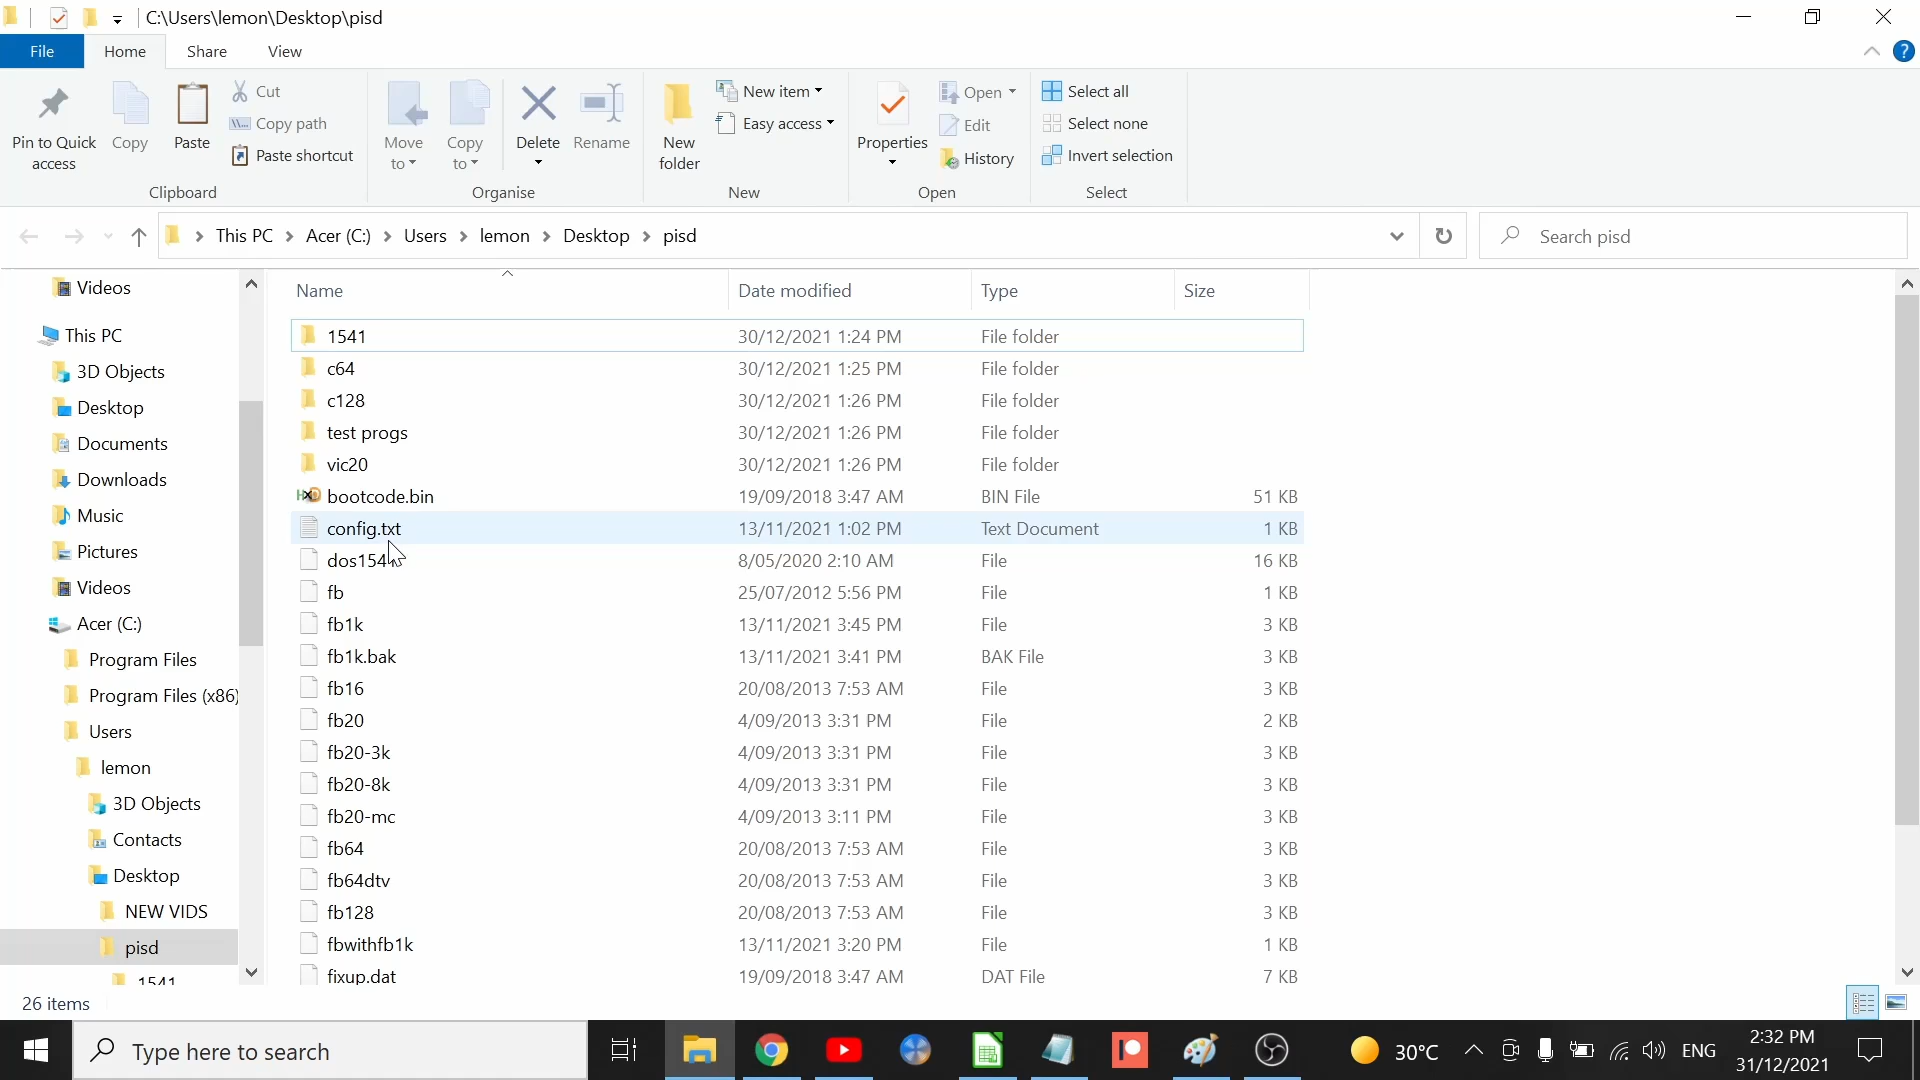 C:\Users\lemon\Desktop\pisd
File Home Share View
Pin to Quick access
Copy
Paste
Cut
Copy path
Paste shortcut
Clipboard
Move to
Copy to
Delete
Rename
Organise
New folder
New item
Easy access
New
Properties
Open
Edit
History
Open
Select all
Select none
Invert selection
Select
This PC Acer (C:) Users lemon Desktop pisd
Search pisd
Videos
This PC
3D Objects
Desktop
Documents
Downloads
Music
Pictures
Videos
Acer (C:)
Program Files
Program Files (x86)
Users
lemon
3D Objects
Contacts
Desktop
NEW VIDS
pisd
1541
Name Date modified Type Size
1541 30/12/2021 1:24 PM File folder
c64 30/12/2021 1:25 PM File folder
c128 30/12/2021 1:26 PM File folder
test progs 30/12/2021 1:26 PM File folder
vic20 30/12/2021 1:26 PM File folder
bootcode.bin 19/09/2018 3:47 AM BIN File 51 KB
config.txt 13/11/2021 1:02 PM Text Document 1 KB
8/05/2020 2:10 AM File 16 KB
fb 25/07/2012 5:56 PM File 1 KB
fb1k 13/11/2021 3:45 PM File 3 KB
fb1k.bak 13/11/2021 3:41 PM BAK File 3 KB
fb16 20/08/2013 7:53 AM File 3 KB
fb20 4/09/2013 3:31 PM File 2 KB
fb20-3k 4/09/2013 3:31 PM File 3 KB
fb20-8k 4/09/2013 3:31 PM File 3 KB
fb20-mc 4/09/2013 3:11 PM File 3 KB
fb64 20/08/2013 7:53 AM File 3 KB
fb64dtv 20/08/2013 7:53 AM File 3 KB
fb128 20/08/2013 7:53 AM File 3 KB
fbwithfb1k 13/11/2021 3:20 PM File 1 KB
fixup.dat 19/09/2018 3:47 AM DAT File 7 KB
26 items
Type here to search
30°C
ENG
2:32 PM
31/12/2021